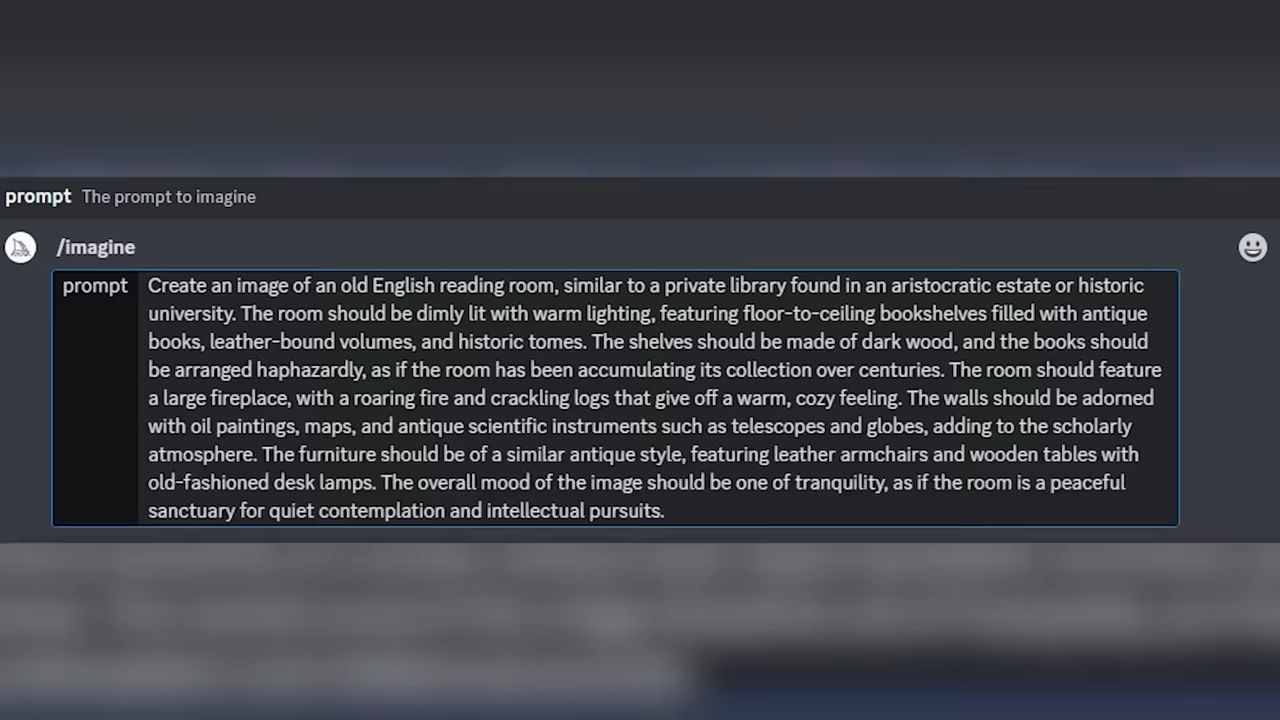 prompt The prompt to imagine
/imagine
prompt Create an image of an old English reading room, similar to a private library found in an aristocratic estate or historic
university. The room should be dimly lit with warm lighting, featuring floor-to-ceiling bookshelves filled with antique
books, leather-bound volumes, and historic tomes. The shelves should be made of dark wood, and the books should
be arranged haphazardly, as if the room has been accumulating its collection over centuries. The room should feature
a large fireplace, with a roaring fire and crackling logs that give off a warm, cozy feeling. The walls should be adorned
with oil paintings, maps, and antique scientific instruments such as telescopes and globes, adding to the scholarly
atmosphere. The furniture should be of a similar antique style, featuring leather armchairs and wooden tables with
old-fashioned desk lamps. The overall mood of the image should be one of tranquility, as if the room is a peaceful
sanctuary for quiet contemplation and intellectual pursuits.